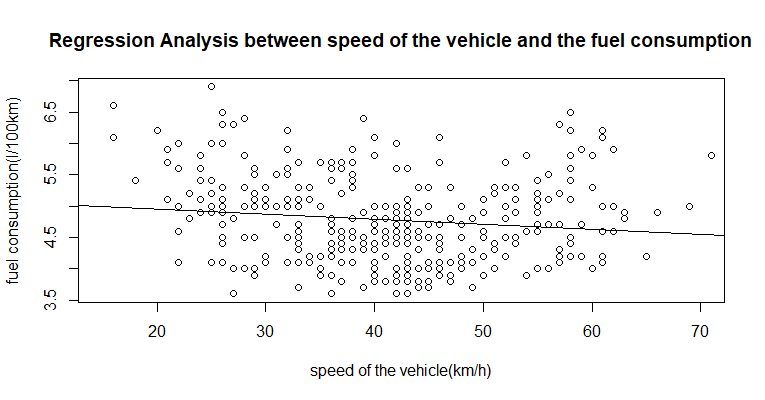 Regression Analysis between speed of the vehicle and the fuel consumption
fuel consumption(l/100km)
6.5
5.5
4.5
3.5
20 30 40 50 60 70
speed of the vehicle(km/h)